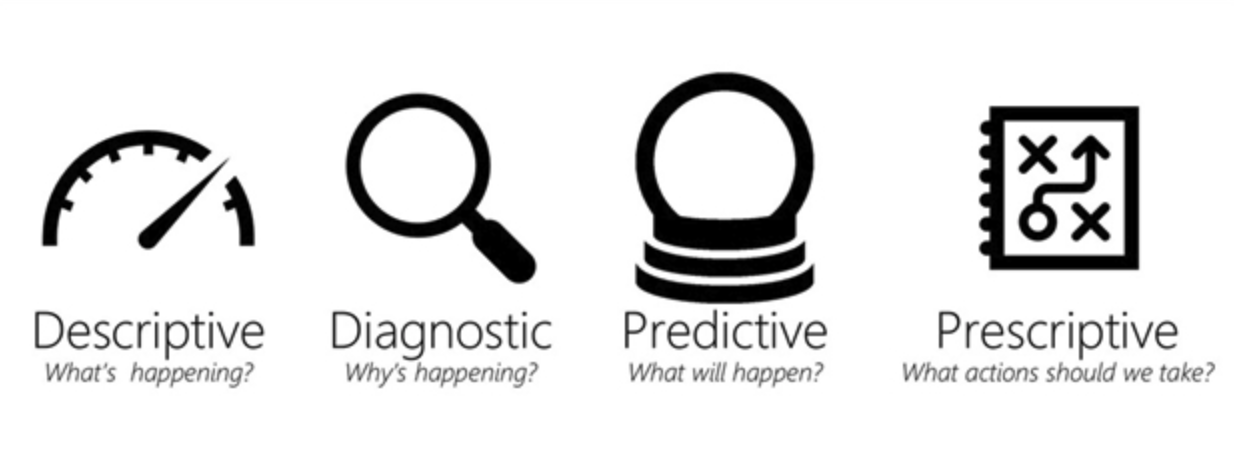 Descriptive
What's happening?
Diagnostic
Why's happening?
Predictive
What will happen?
Prescriptive
What actions should we take?